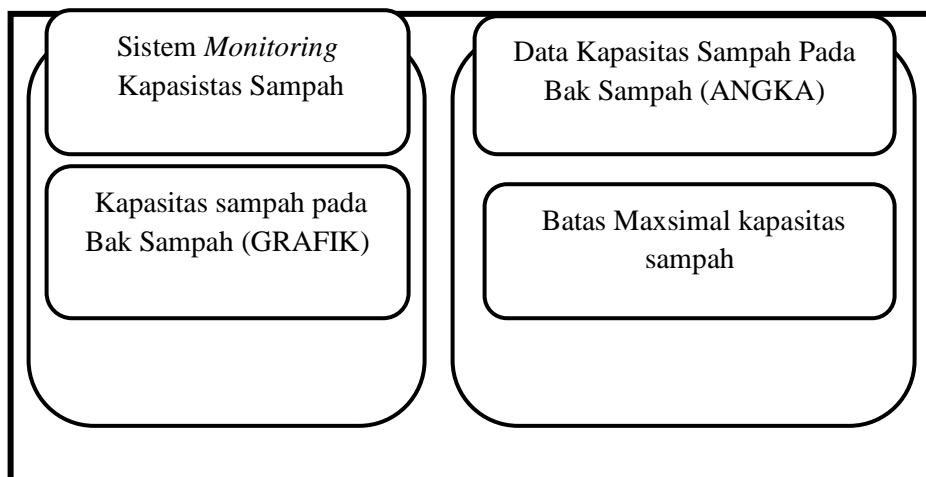 Sistem Monitoring
Kapasistas Sampah
Data Kapasitas Sampah Pada
Bak Sampah (ANGKA)
Kapasitas sampah pada
Bak Sampah (GRAFIK)
Batas Maxsimal kapasitas
sampah